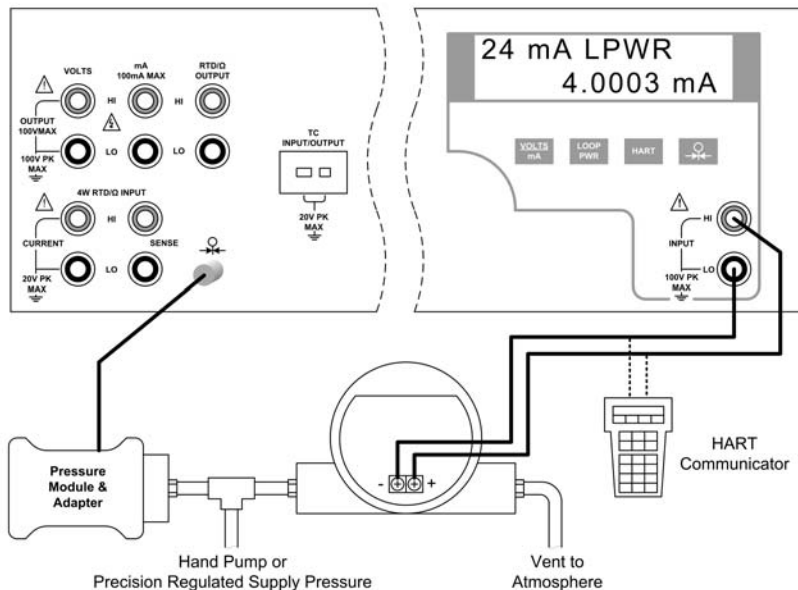 VOLTS
mA
100mA MAX
RTD/Ω
OUTPUT
HI
HI
OUTPUT
100VMAX
LO
LO
100V PK
MAX
4W RTD/Ω INPUT
HI
CURRENT
SENSE
LO
20V PK
MAX
TC
INPUT/OUTPUT
20V PK
MAX
24 mA LPWR
4.0003 mA
VOLTS
mA
LOOP
PWR
HART
HI
INPUT
LO
100V PK
MAX
Pressure
Module &
Adapter
- +
HART
Communicator
Hand Pump or
Precision Regulated Supply Pressure
Vent to
Atmosphere